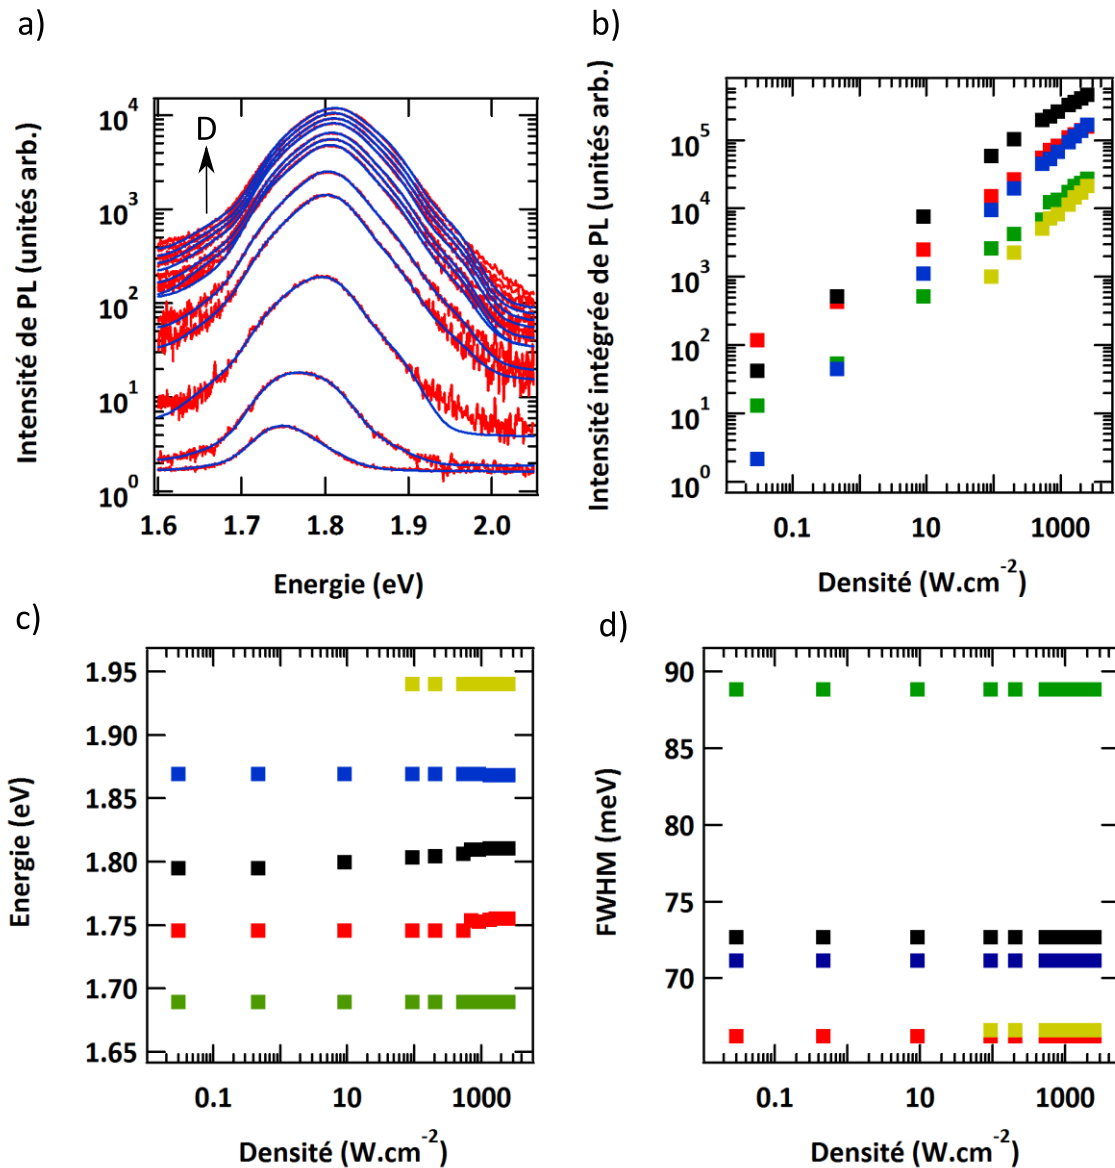 a)
Intensité de PL (unités arb.)
10⁴
10³
10²
10¹
10⁰
D
1.6 1.7 1.8 1.9 2.0
Energie (eV)
b)
Intensité intégrée de PL (unités arb.)
10⁵
10⁴
10³
10²
10¹
10⁰
0.1 10 1000
Densité (W.cm⁻²)
c)
Energie (eV)
1.95
1.90
1.85
1.80
1.75
1.70
1.65
0.1 10 1000
Densité (W.cm⁻²)
d)
FWHM (meV)
90
85
80
75
70
0.1 10 1000
Densité (W.cm⁻²)